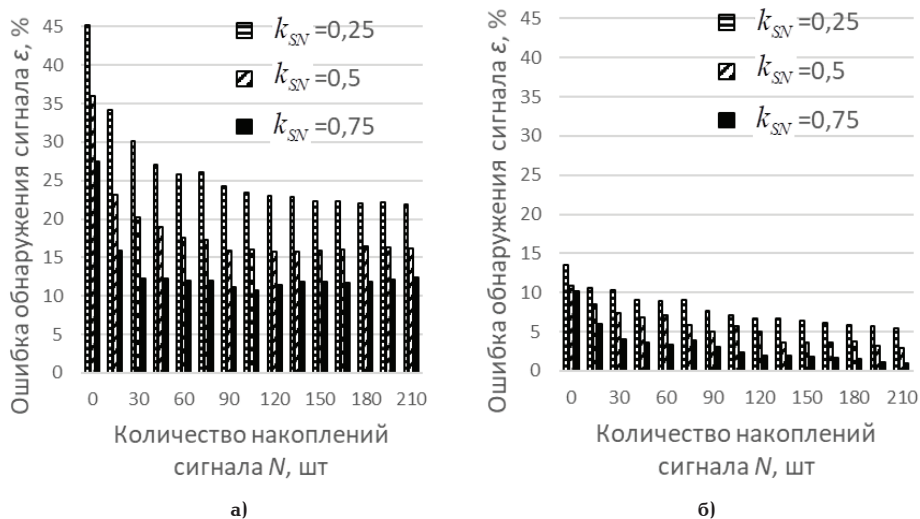 Ошибка обнаружения сигнала ε, %
45
40
35
30
25
20
15
10
5
0
k_SN =0,25
k_SN =0,5
k_SN =0,75
0 30 60 90 120 150 180 210
Количество накоплений
сигнала N, шт
а)
Ошибка обнаружения сигнала ε, %
45
40
35
30
25
20
15
10
5
0
k_SN =0,25
k_SN =0,5
k_SN =0,75
0 30 60 90 120 150 180 210
Количество накоплений
сигнала N, шт
б)